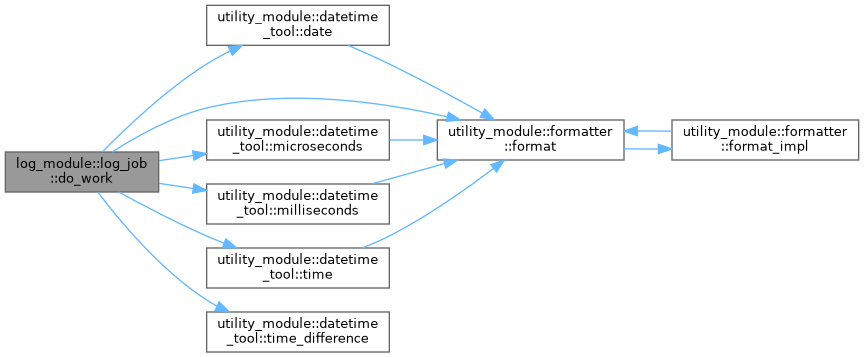 utility_module::datetime
_tool::date
utility_module::datetime
_tool::microseconds
utility_module::formatter
::format
utility_module::formatter
::format_impl
log_module::log_job
::do_work
utility_module::datetime
_tool::milliseconds
utility_module::datetime
_tool::time
utility_module::datetime
_tool::time_difference